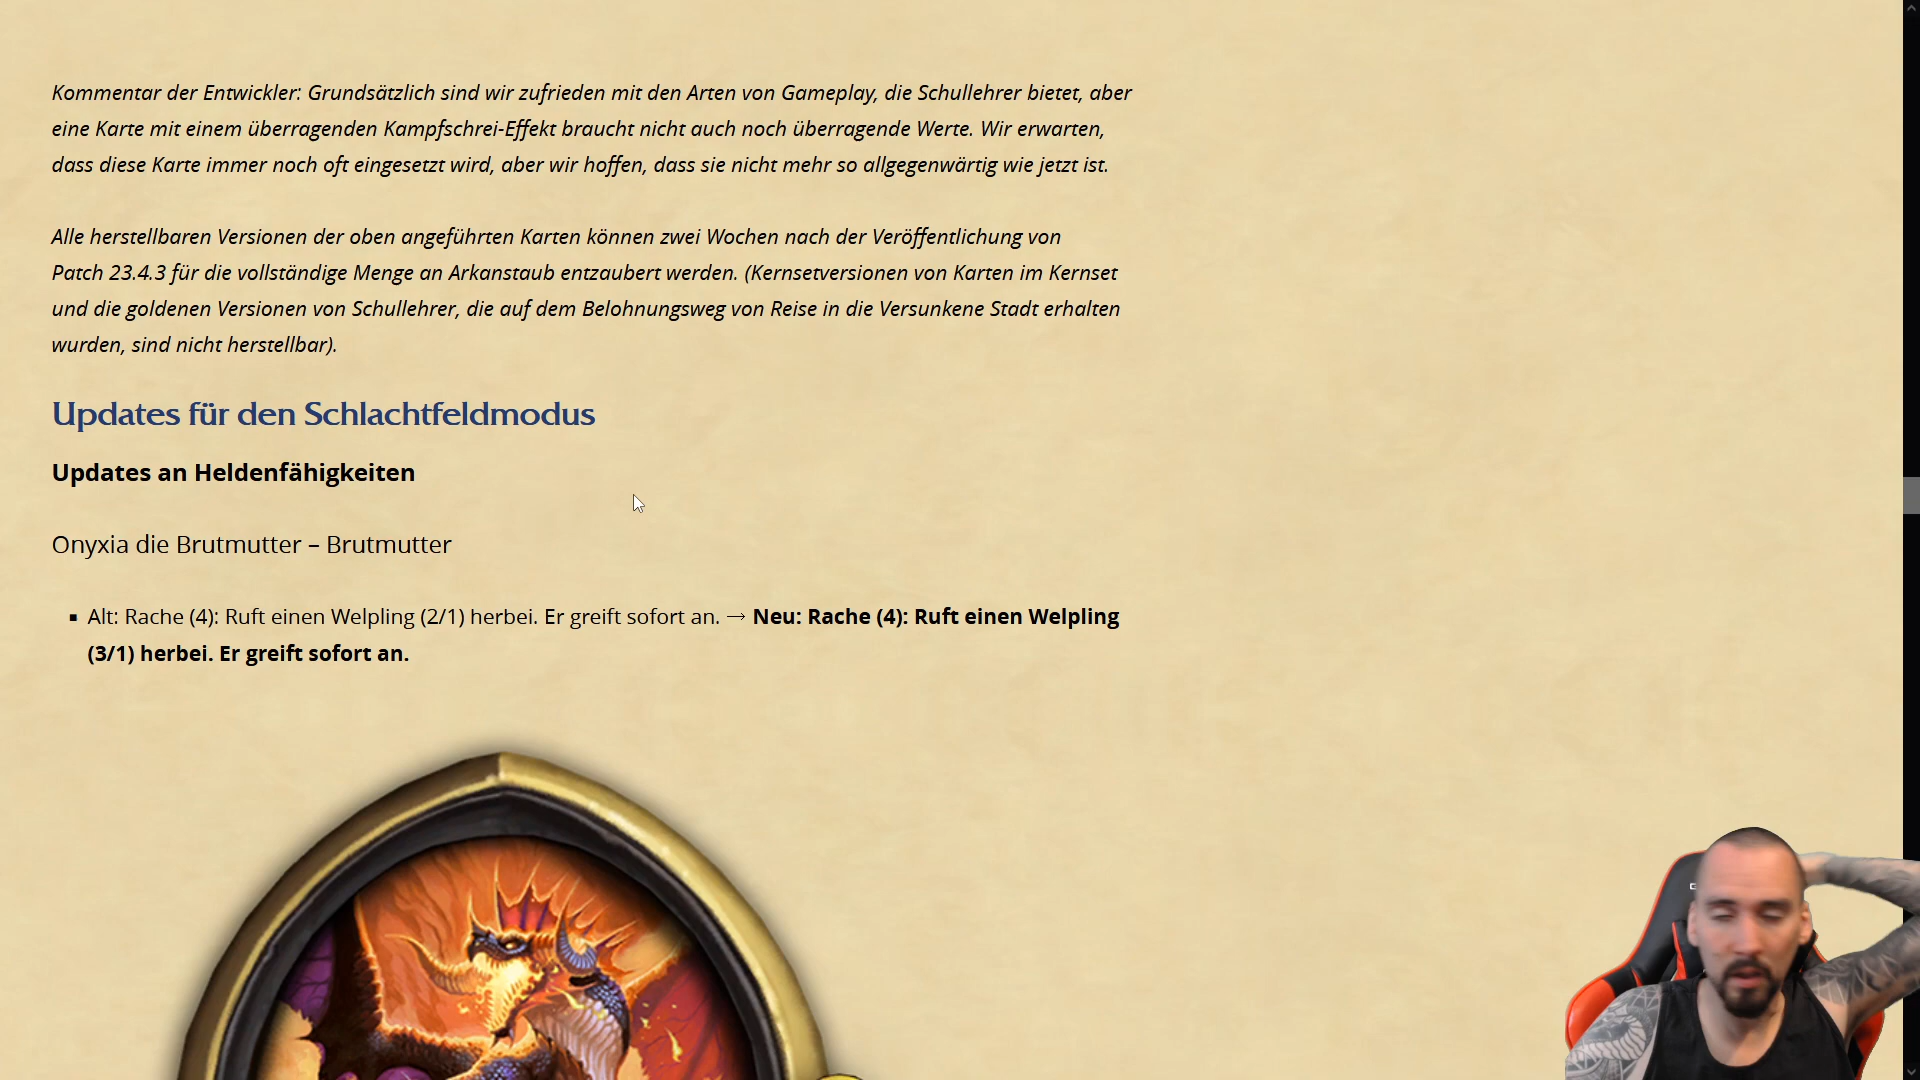 Kommentar der Entwickler: Grundsätzlich sind wir zufrieden mit den Arten von Gameplay, die Schullehrer bietet, aber
eine Karte mit einem überragenden Kampfschrei-Effekt braucht nicht auch noch überragende Werte. Wir erwarten,
dass diese Karte immer noch oft eingesetzt wird, aber wir hoffen, dass sie nicht mehr so allgegenwärtig wie jetzt ist.
Alle herstellbaren Versionen der oben angeführten Karten können zwei Wochen nach der Veröffentlichung von
Patch 23.4.3 für die vollständige Menge an Arkanstaub entzaubert werden. (Kernsetversionen von Karten im Kernset
und die goldenen Versionen von Schullehrer, die auf dem Belohnungsweg von Reise in die Versunkene Stadt erhalten
wurden, sind nicht herstellbar).
Updates für den Schlachtfeldmodus
Updates an Heldenfähigkeiten
Onyxia die Brutmutter – Brutmutter
▪ Alt: Rache (4): Ruft einen Welpling (2/1) herbei. Er greift sofort an. → Neu: Rache (4): Ruft einen Welpling
(3/1) herbei. Er greift sofort an.